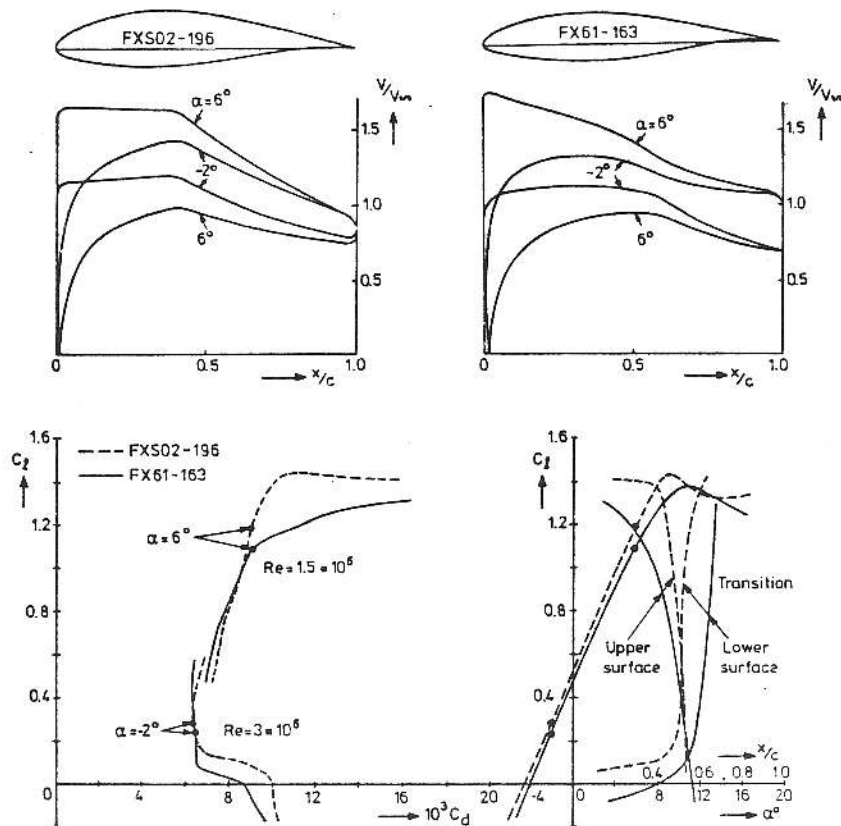 FXS02-196
FX61-163
V/V∞
α=6°
1.5
-2°
1.0
6°
0.5
0
0.5
1.0
x/c
V/V∞
α=6°
1.5
-2°
1.0
6°
0.5
0
0.5
1.0
x/c
1.6
Cl
FXS02-196
FX61-163
1.2
α=6°
Re=1.5*10⁶
0.8
0.4
α=-2°
Re=3*10⁶
0
4
8
12
16
20
10³Cd
1.6
Cl
1.2
0.8
Transition
Upper surface
Lower surface
0.4
x/c
0.4 0.6 0.8 1.0
-4
0
4
8
12
16
20
α°